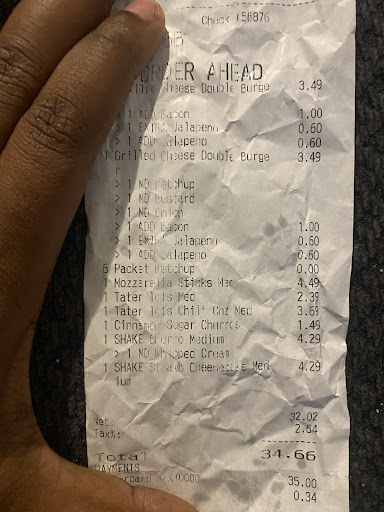 Chuck (56876
ORDER AHEAD
Cheese Double Burge 3.49
> 1 ADD Bacon 1.00
> 1 EXTRA Jalapeno 0.60
> 1 ADD Jalapeno 0.60
1 Grilled Cheese Double Burge 3.49
r
> 1 NO Ketchup
> 1 NO Mustard
> 1 NO Onion
> 1 ADD Bacon 1.00
> 1 EXTRA Jalapeno 0.60
> 1 ADD Jalapeno 0.60
6 Packet Ketchup 0.00
1 Mozzarella Sticks Med 4.49
1 Tater Tots Med 2.39
1 Tater Tots Chili Chz Med 3.69
1 Cinnamon Sugar Churros 1.49
1 SHAKE Churro Medium 4.29
> 1 NO Whipped Cream
1 SHAKE Strawb Cheesecake Med 4.29
ium
Net: 32.02
Tax%: 2.64
Total 34.66
PAYMENTS
35.00
0.34